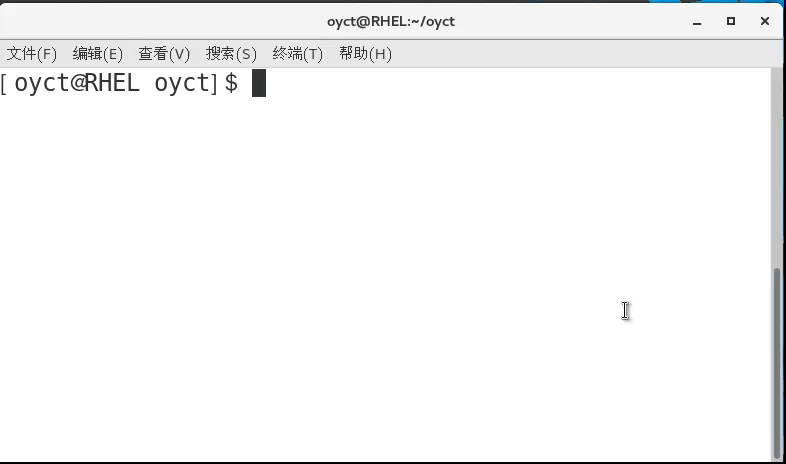 oyct@RHEL:~/oyct
文件(F) 编辑(E) 查看(V) 搜索(S) 终端(T) 帮助(H)
[oyct@RHEL oyct]$